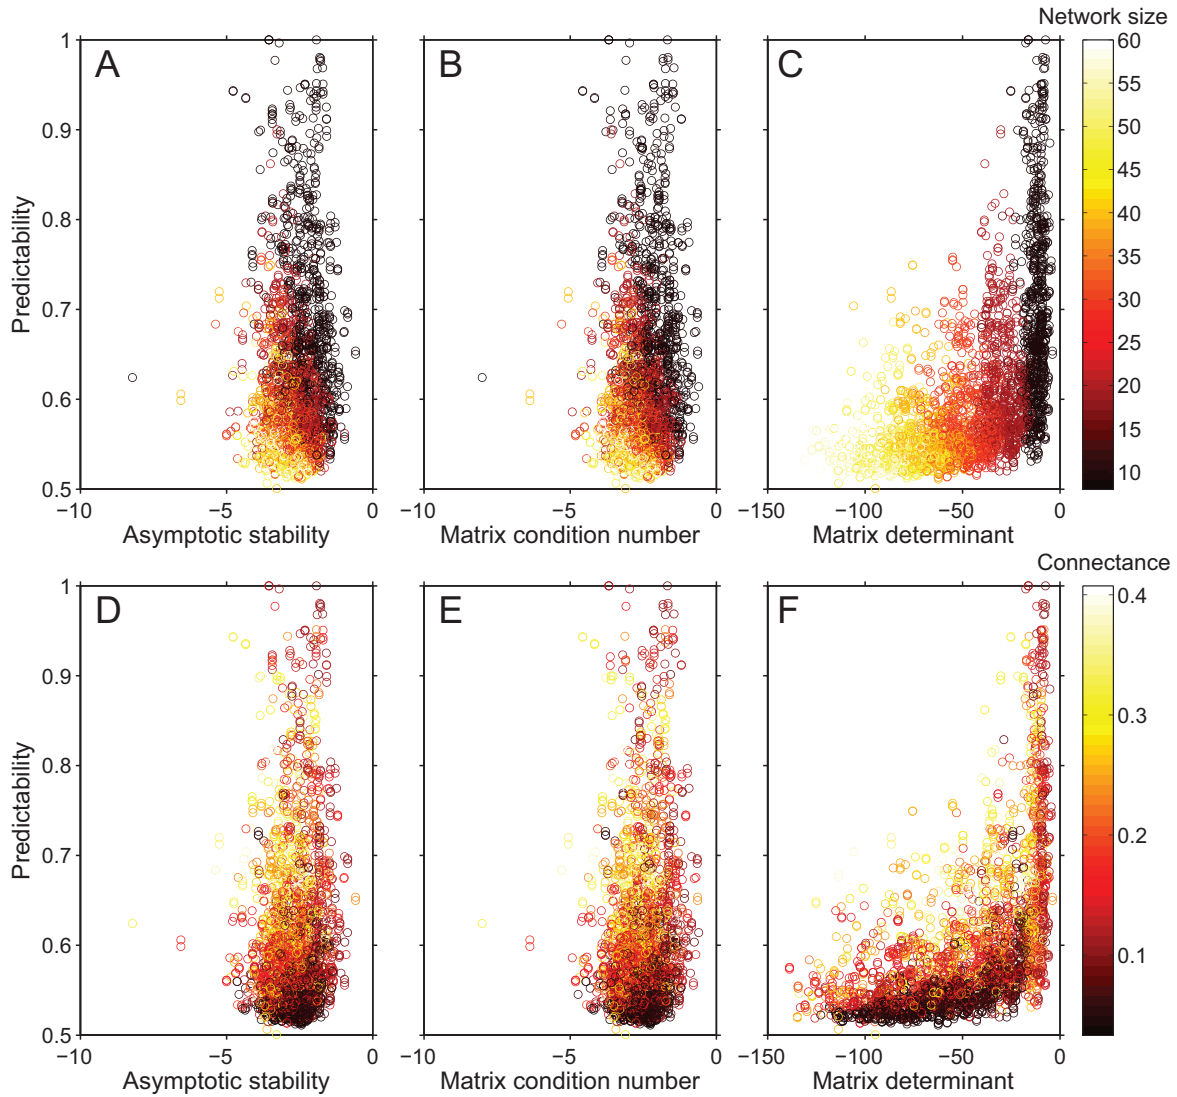 Network size
A
B
C
1
0.9
0.8
0.7
0.6
0.5
Predictability
−10
−5
0
Asymptotic stability
−10
−5
0
Matrix condition number
−150
−100
−50
0
Matrix determinant
60
55
50
45
40
35
30
25
20
15
10
Connectance
D
E
F
1
0.9
0.8
0.7
0.6
0.5
Predictability
−10
−5
0
Asymptotic stability
−10
−5
0
Matrix condition number
−150
−100
−50
0
Matrix determinant
0.4
0.3
0.2
0.1